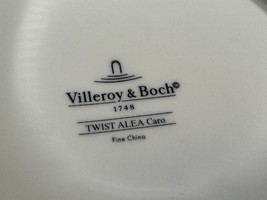 Villeroy & Boch©
1748
TWIST ALEA Caro
Fine China